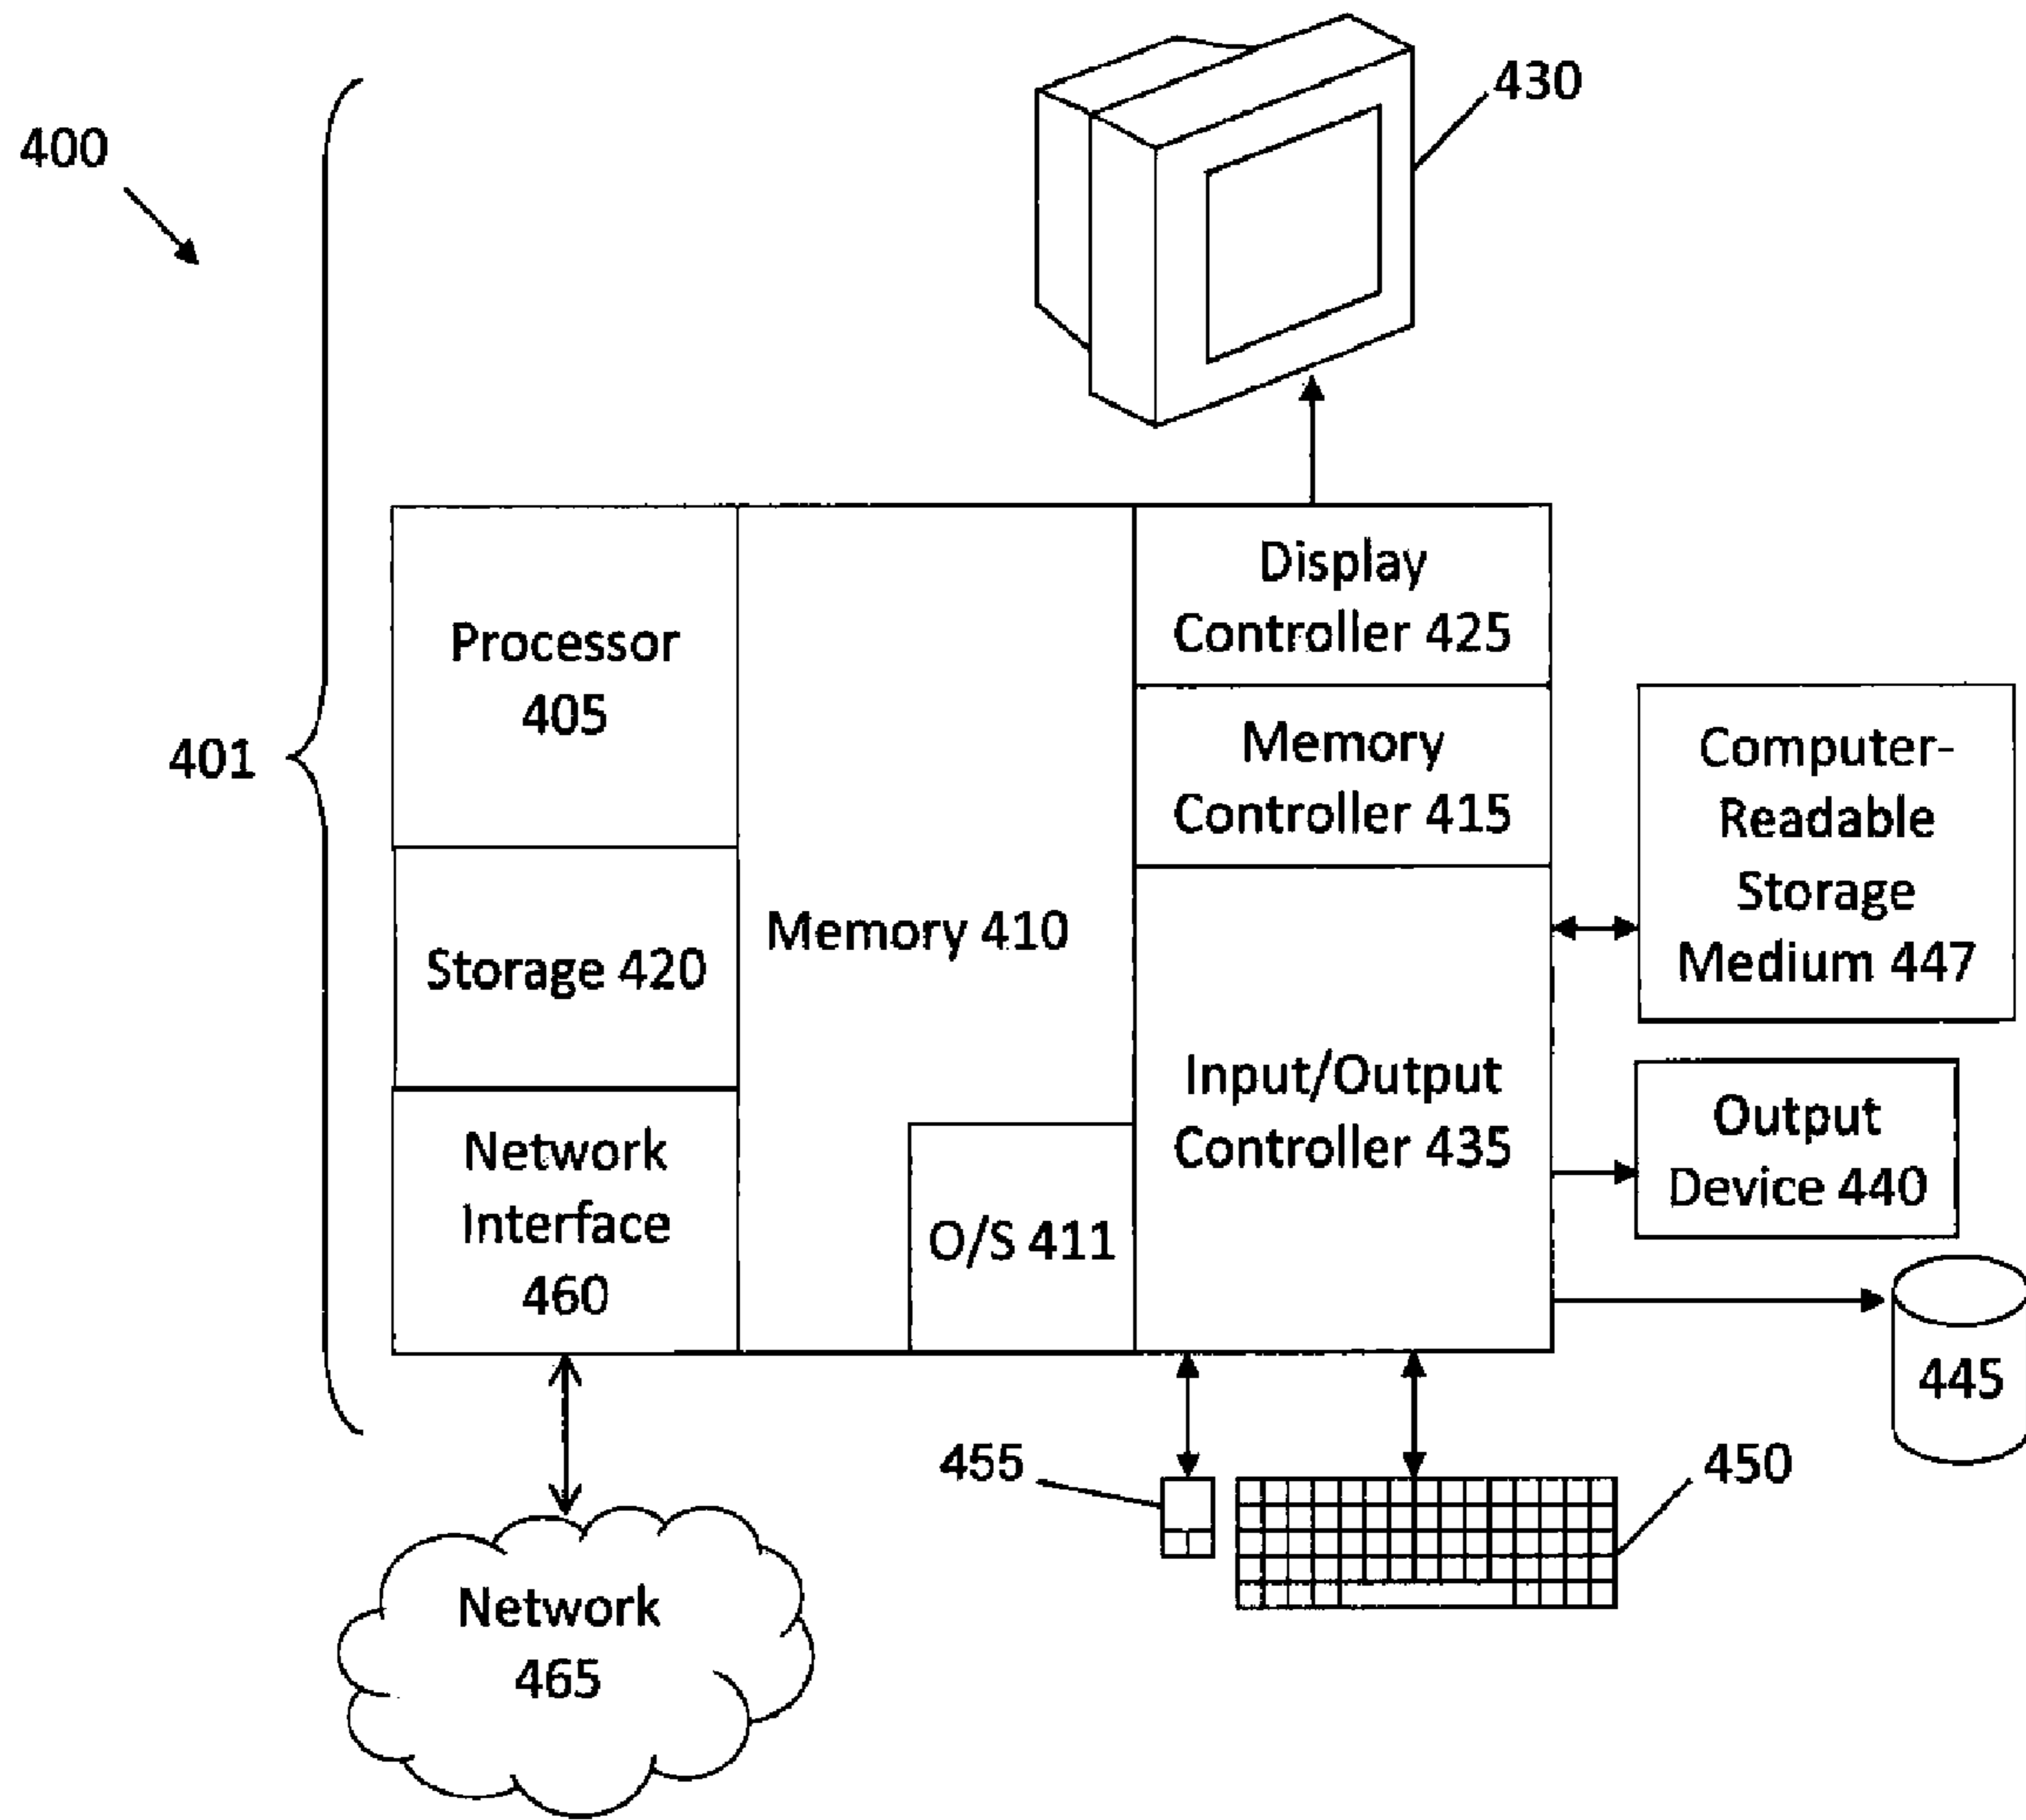 430
400
Display
Controller 425
Processor
405
Memory
Controller 415
401
Computer-
Readable
Storage
Medium 447
Memory 410
Storage 420
Input/Output
Controller 435
Output
Device 440
Network
Interface
460
O/S 411
445
455
450
Network
465